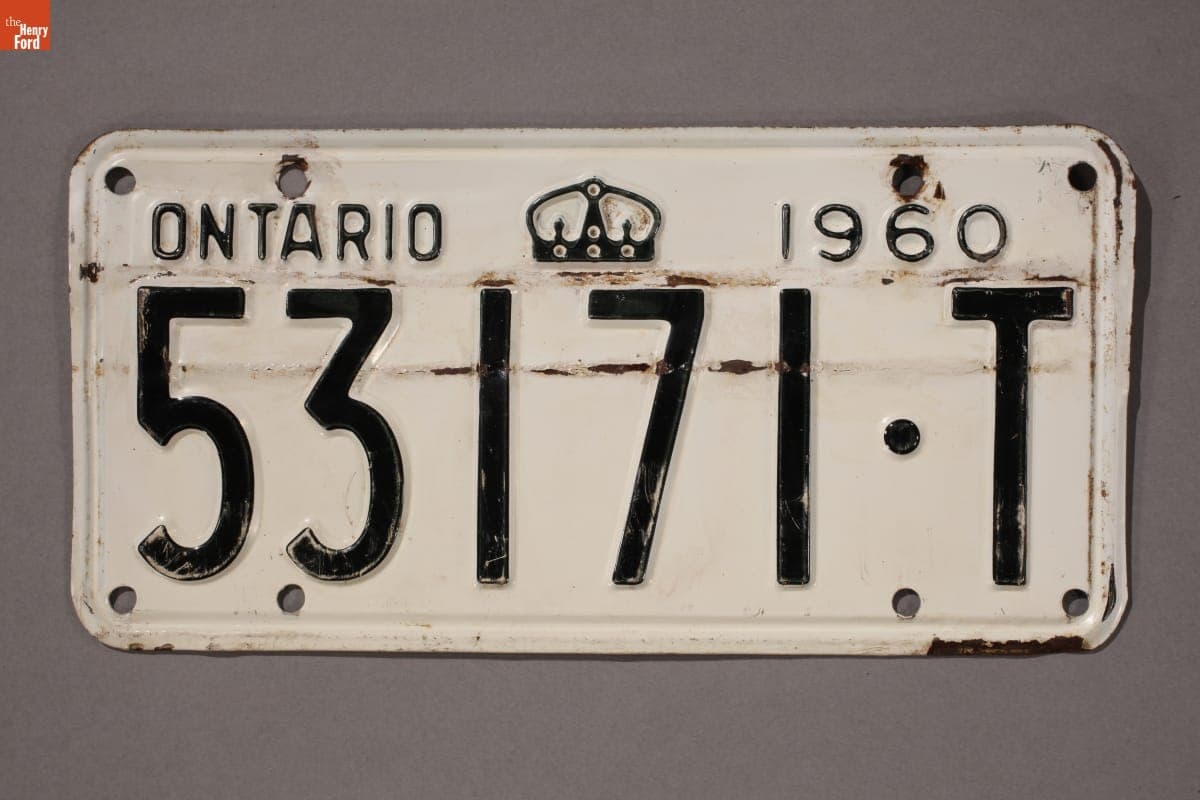 the
Henry
Ford
ONTARIO 1960
53171•T